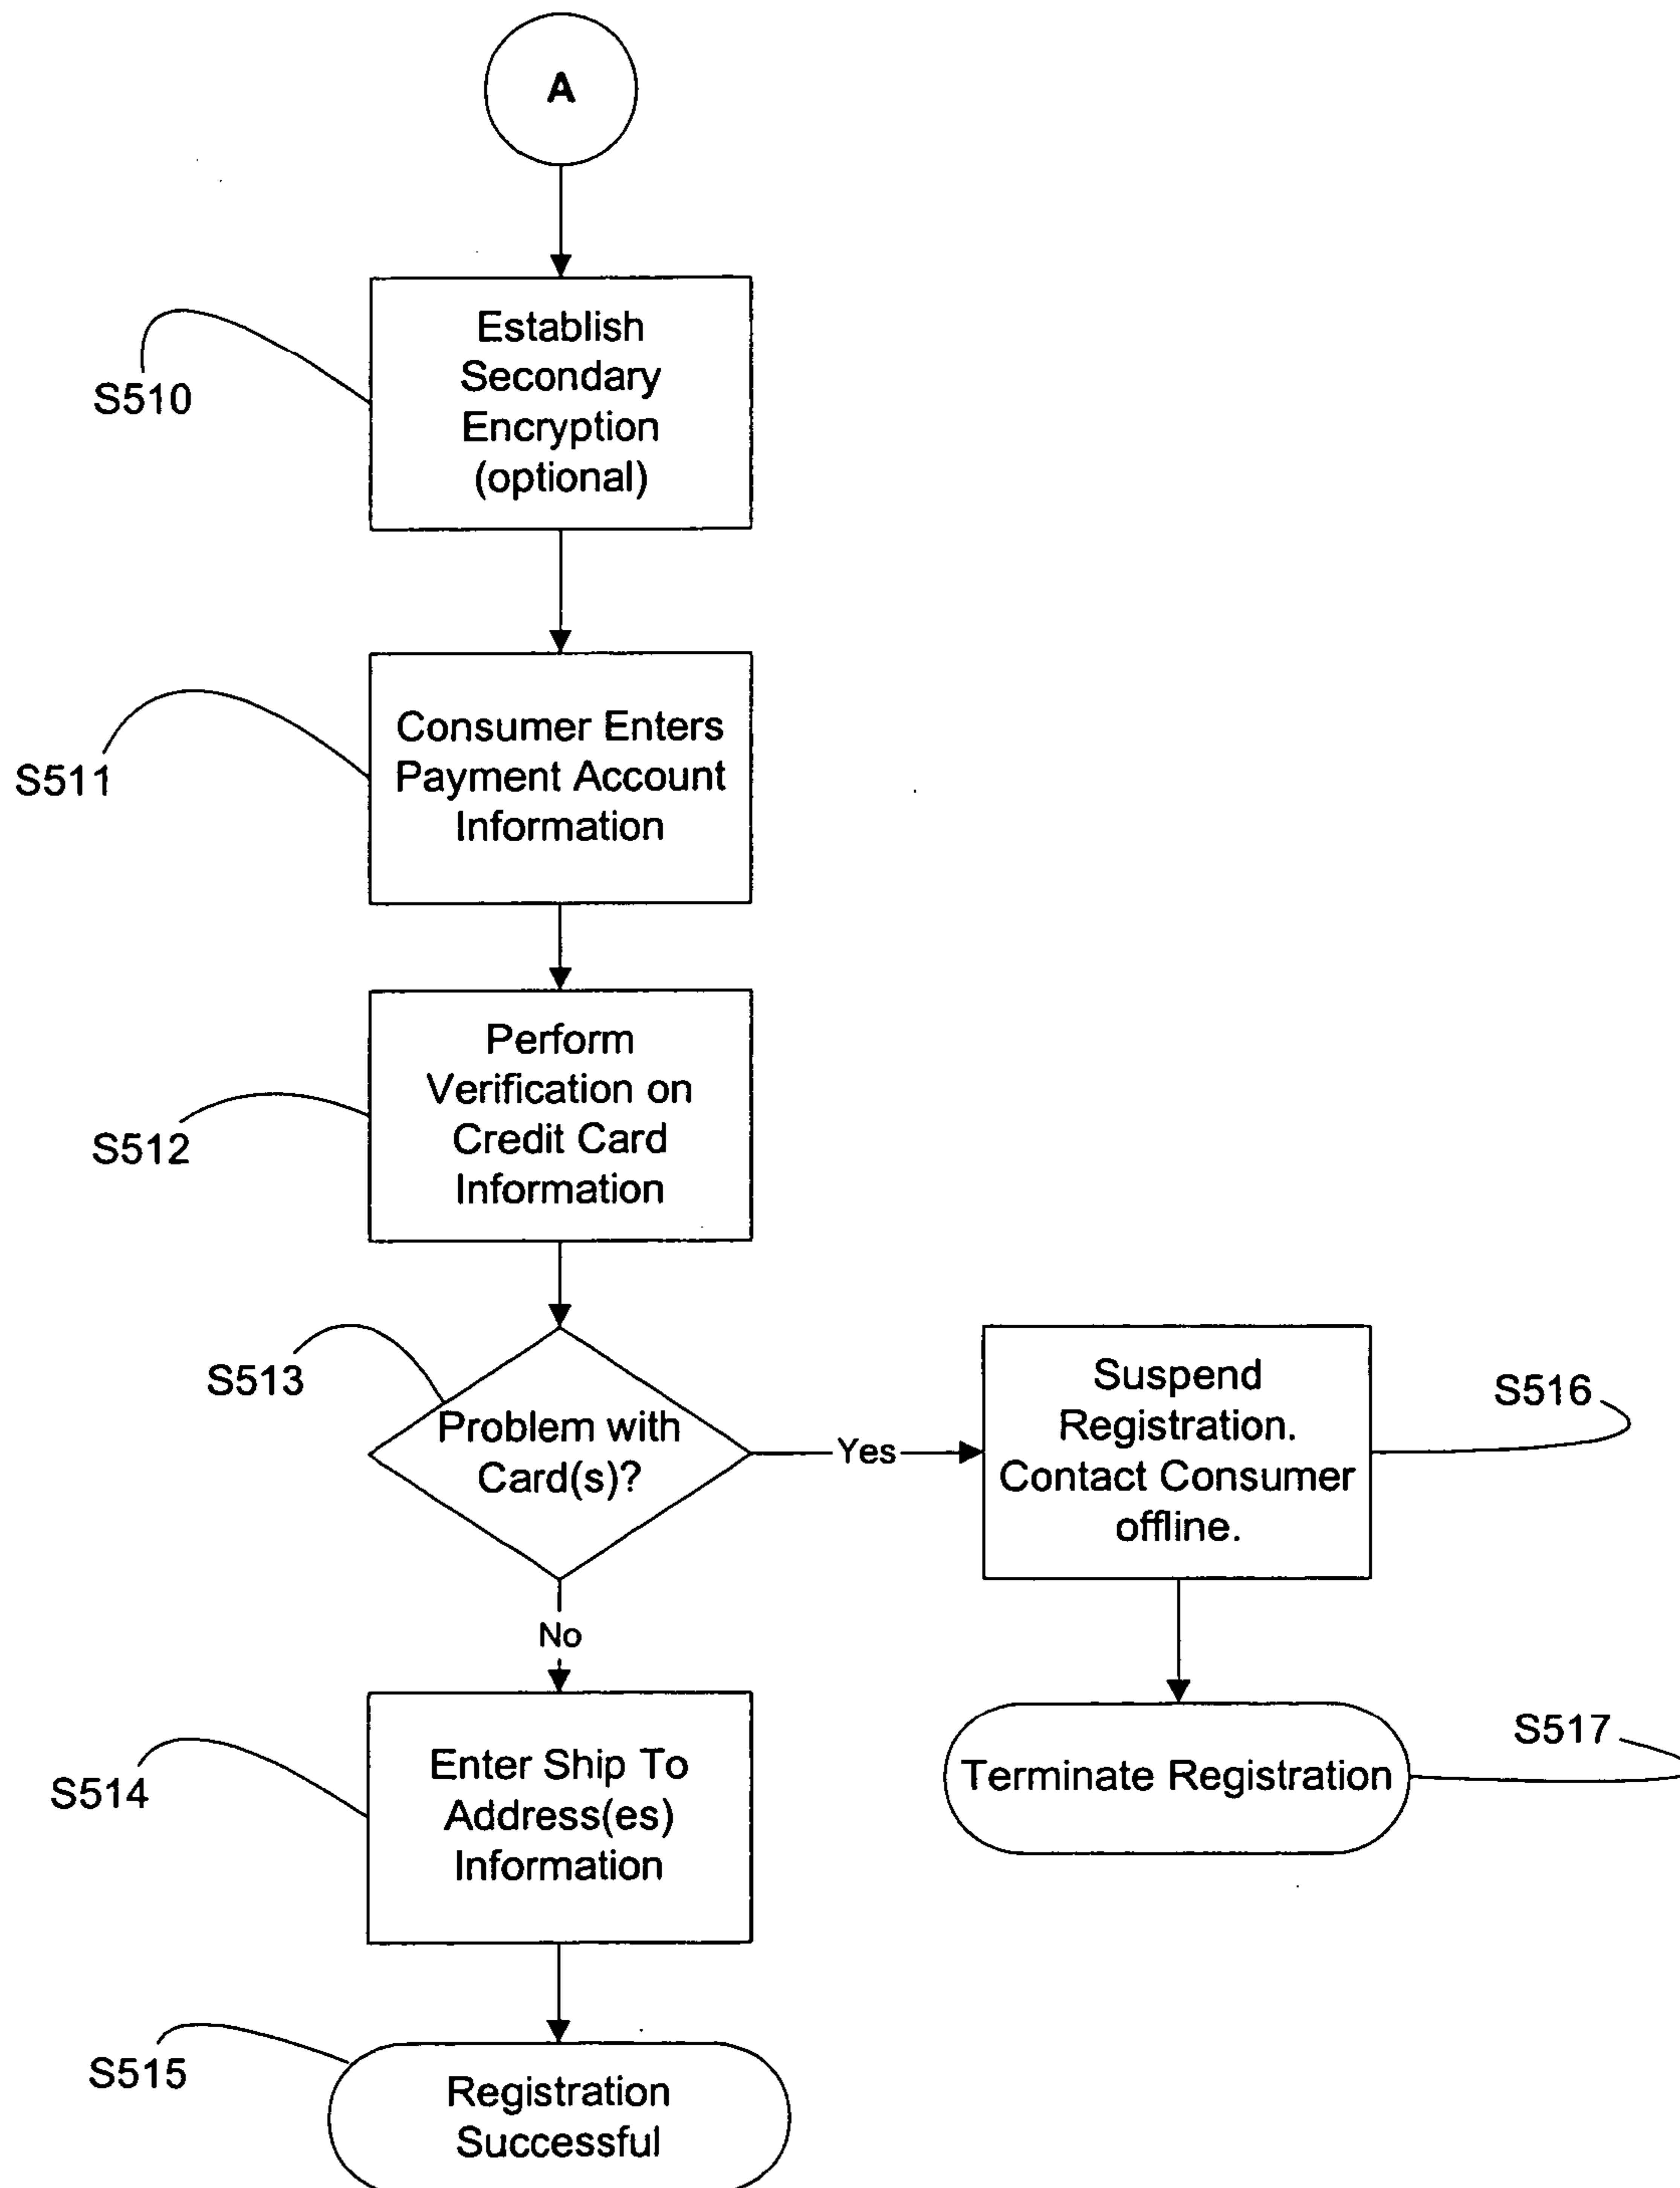 A
Establish
Secondary
Encryption
(optional)
S510
Consumer Enters
Payment Account
Information
S511
Perform
Verification on
Credit Card
Information
S512
S513
Problem with
Card(s)?
Yes
Suspend
Registration.
Contact Consumer
offline.
S516
No
Enter Ship To
Address(es)
Information
S514
Terminate Registration
S517
S515
Registration
Successful